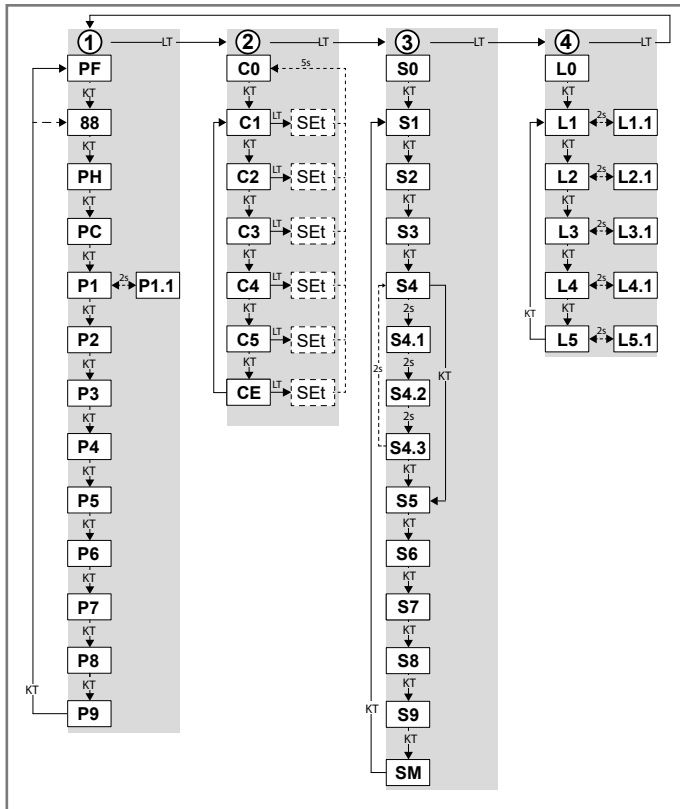 1 LT 2 LT 3 LT 4 LT
PF
KT
88
KT
PH
KT
PC
KT
P1 2s P1.1
KT
P2
KT
P3
KT
P4
KT
P5
KT
P6
KT
P7
KT
P8
KT
P9
KT
C0 5s
KT
C1 LT SEt
KT
C2 LT SEt
KT
C3 LT SEt
KT
C4 LT SEt
KT
C5 LT SEt
KT
CE LT SEt
S0
KT
S1
KT
S2
KT
S3
KT
S4
2s
S4.1
2s
S4.2
2s
S4.3
2s
KT
KT
S5
KT
S6
KT
S7
KT
S8
KT
S9
KT
SM
KT
L0
KT
L1 2s L1.1
KT
L2 2s L2.1
KT
L3 2s L3.1
KT
L4 2s L4.1
KT
KT
L5 2s L5.1